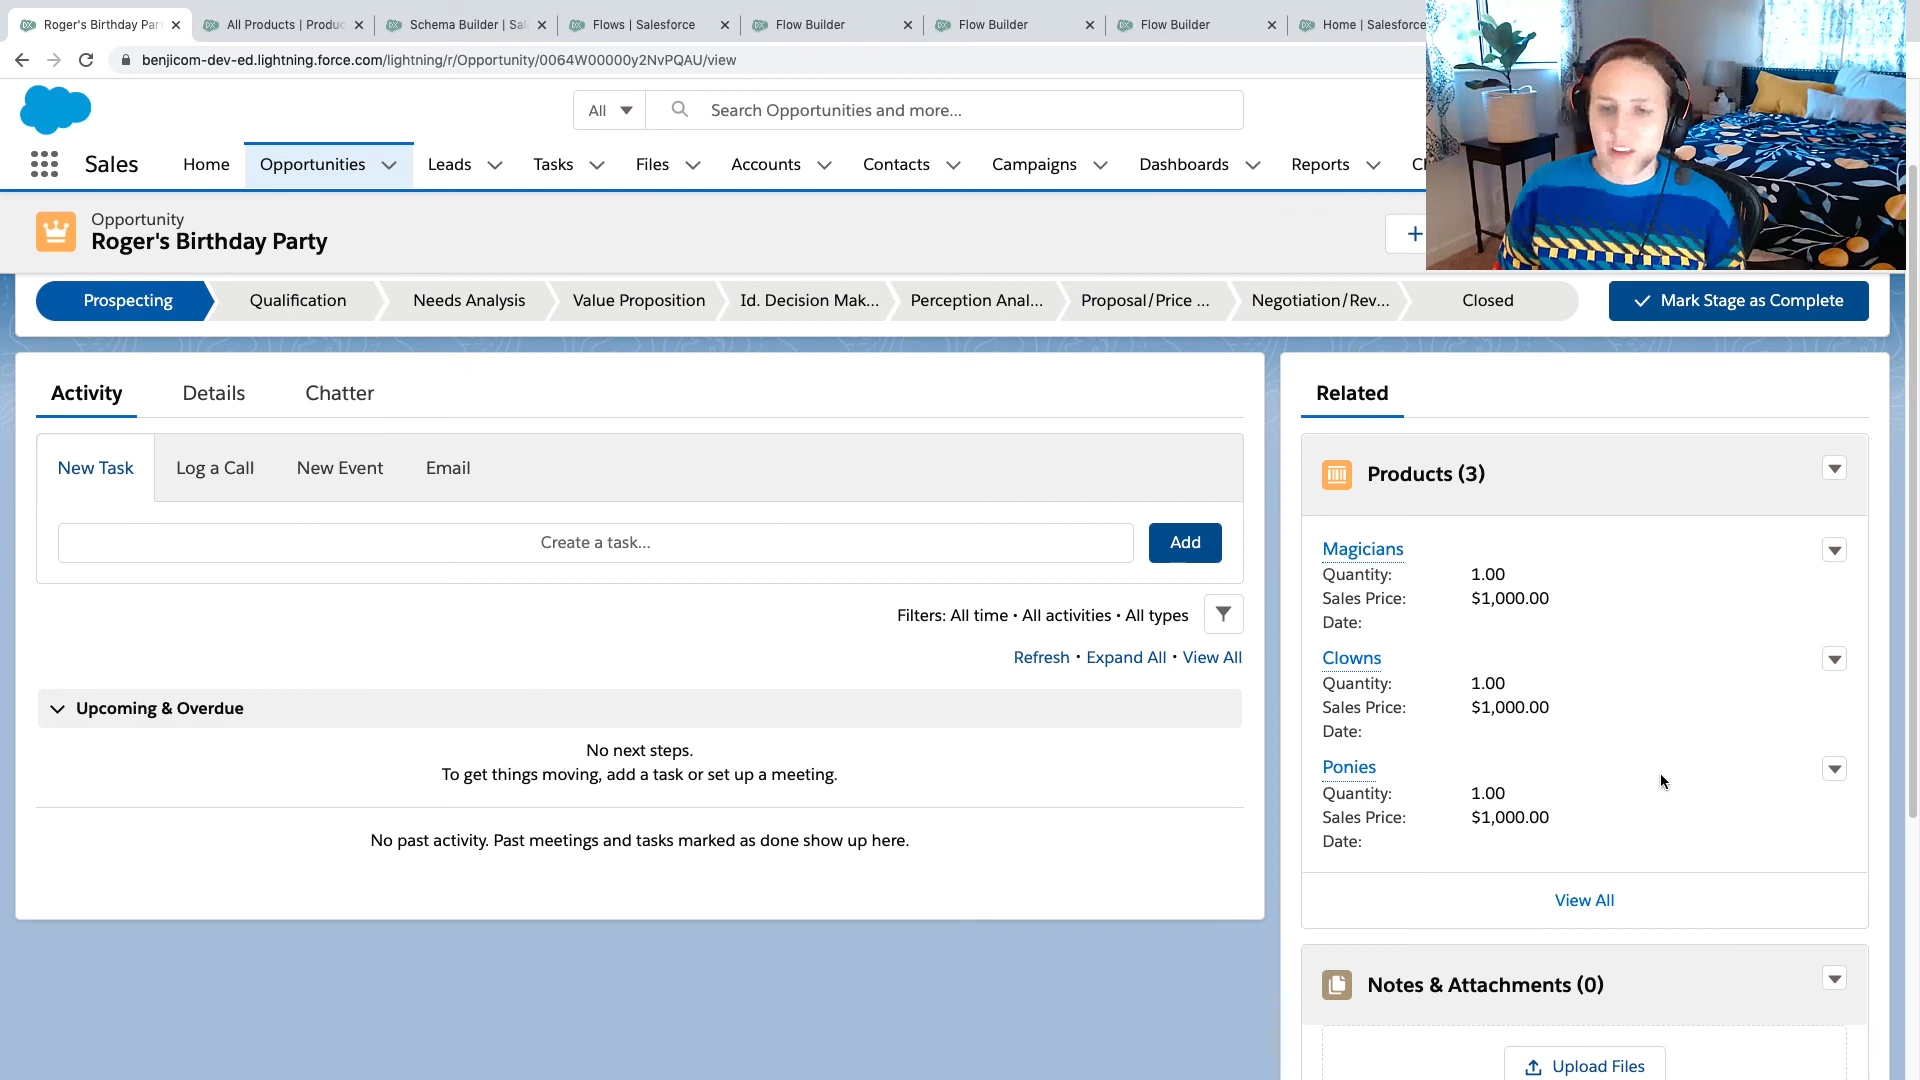 Roger's Birthday Par
All Products | Produc
Schema Builder | Sal
Flows | Salesforce
Flow Builder
Flow Builder
Flow Builder
Home | Salesforce
benjicom-dev-ed.lightning.force.com/lightning/r/Opportunity/0064W00000y2NvPQAU/view
All
Search Opportunities and more...
Sales
Home
Opportunities
Leads
Tasks
Files
Accounts
Contacts
Campaigns
Dashboards
Reports
Opportunity
Roger's Birthday Party
Prospecting
Qualification
Needs Analysis
Value Proposition
Id. Decision Mak...
Perception Anal...
Proposal/Price ...
Negotiation/Rev...
Closed
Mark Stage as Complete
Activity
Details
Chatter
New Task
Log a Call
New Event
Email
Create a task...
Add
Filters: All time • All activities • All types
Refresh • Expand All • View All
Upcoming & Overdue
No next steps.
To get things moving, add a task or set up a meeting.
No past activity. Past meetings and tasks marked as done show up here.
Related
Products (3)
Magicians
Quantity: 1.00
Sales Price: $1,000.00
Date:
Clowns
Quantity: 1.00
Sales Price: $1,000.00
Date:
Ponies
Quantity: 1.00
Sales Price: $1,000.00
Date:
View All
Notes & Attachments (0)
Upload Files